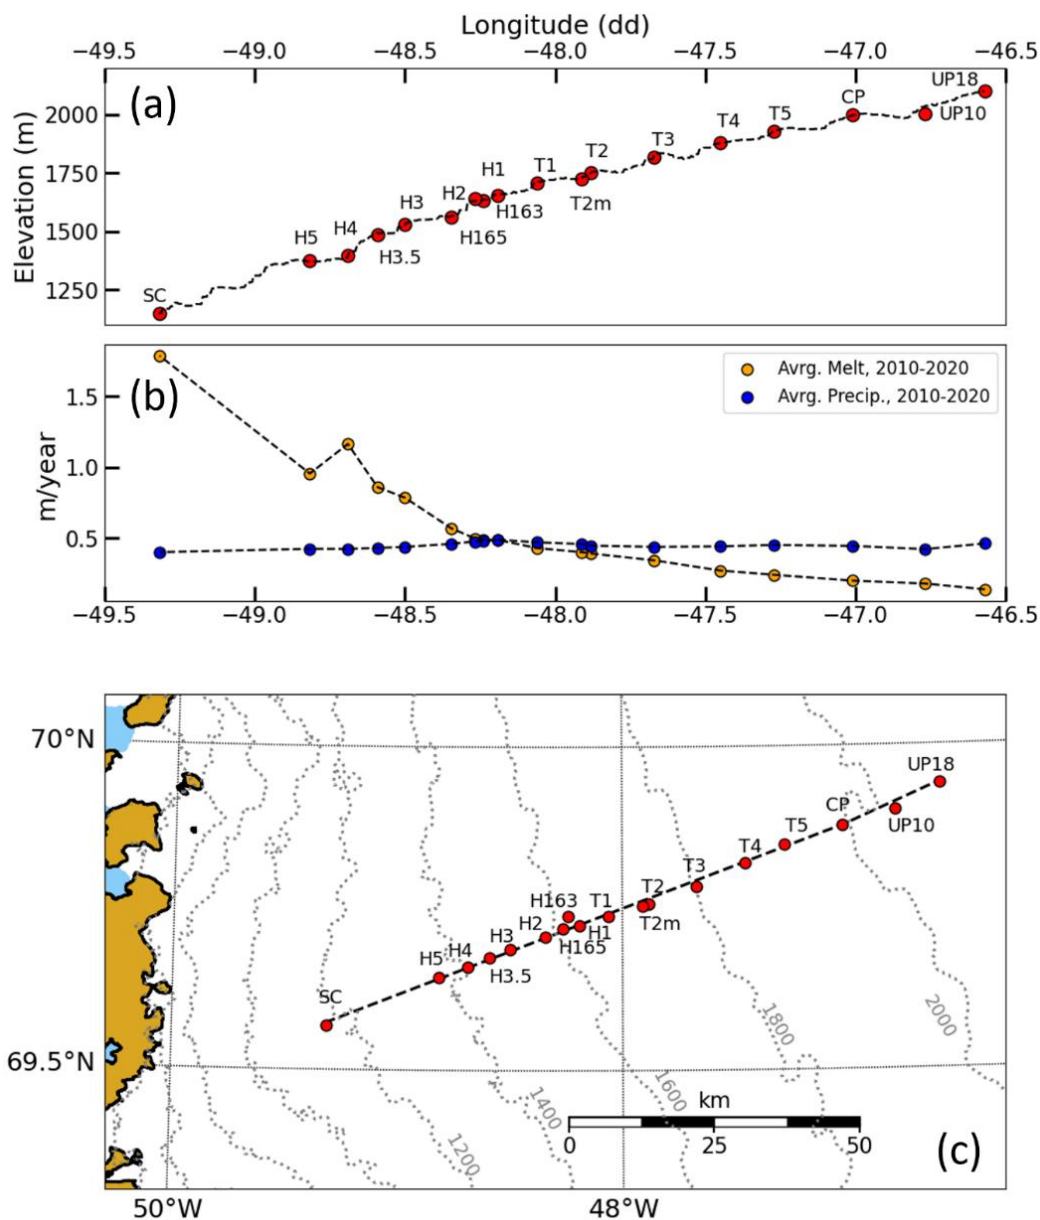 Longitude (dd)
−49.5 −49.0 −48.5 −48.0 −47.5 −47.0 −46.5
(a)
Elevation (m)
2000
1750
1500
1250
SC H5 H4 H3.5 H3 H165 H2 H163 H1 T1 T2m T2 T3 T4 T5 CP UP10 UP18
(b)
m/year
1.5
1.0
0.5
Avrg. Melt, 2010-2020
Avrg. Precip., 2010-2020
−49.5 −49.0 −48.5 −48.0 −47.5 −47.0 −46.5
70°N
69.5°N
UP18
CP
UP10
T5
T4
T3
T2
T2m
H163 T1
H2 H1
H165
H3
H5 H4
H3.5
SC
2000
1800
1600
1400
1200
km
0 25 50
(c)
50°W 48°W